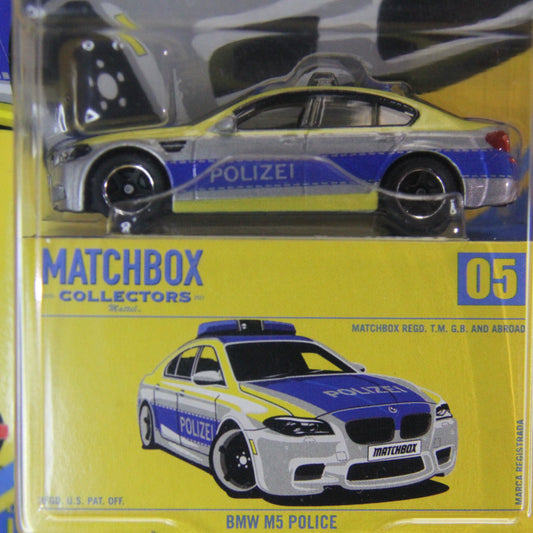 POLIZEI
MATCHBOX
COLLECTORS
Mattel
05
MATCHBOX REGD. T.M. G.B. AND ABROAD
POLIZEI
POLIZEI
MATCHBOX
MARCA REGISTRADA
REGD. U.S. PAT. OFF.
BMW M5 POLICE